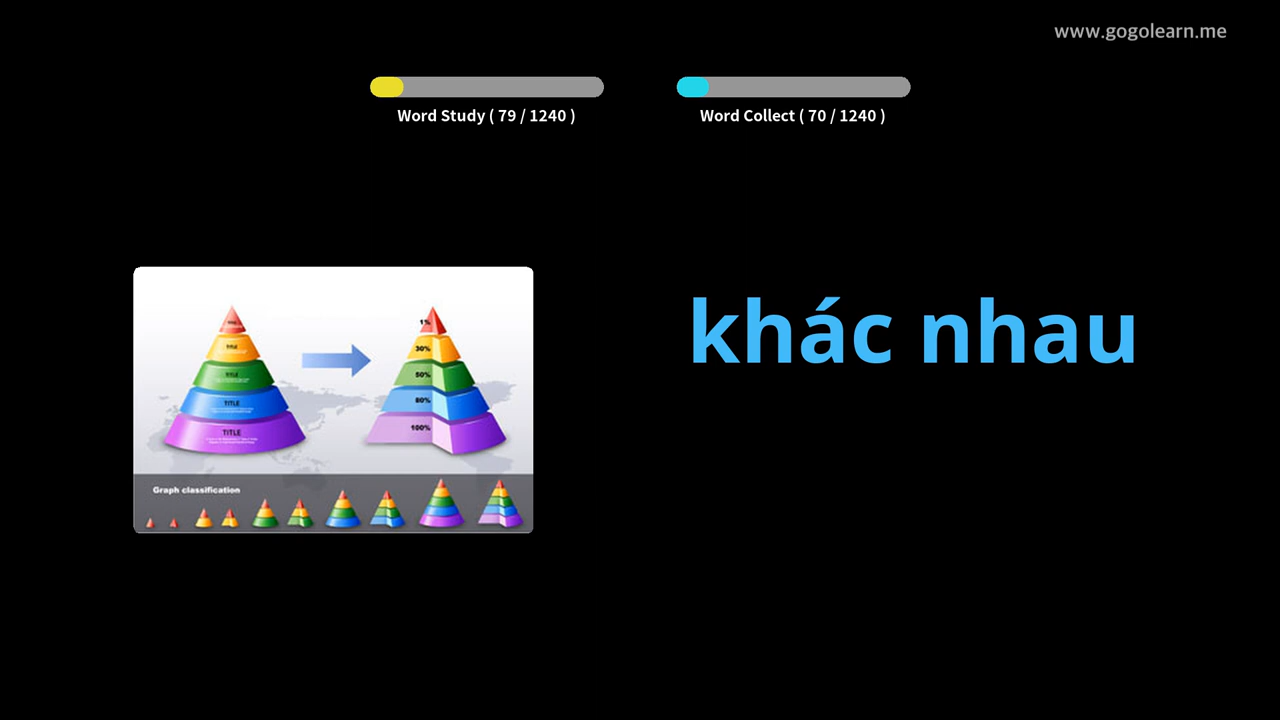 www.gogolearn.me
Word Study ( 79 / 1240 )
Word Collect ( 70 / 1240 )
khác nhau
TITLE
TITLE
TITLE
TITLE
1%
30%
50%
80%
100%
Graph classification